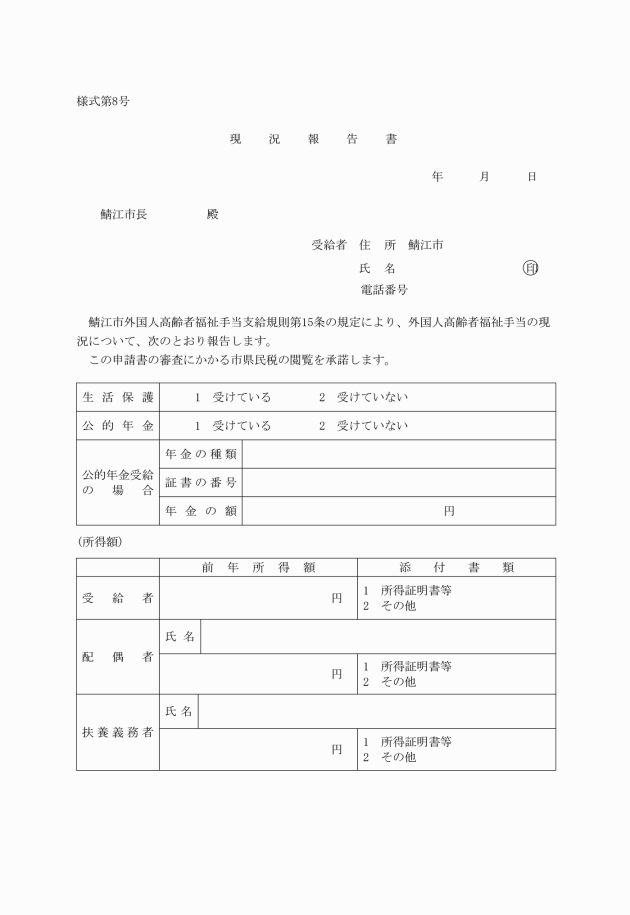 様式第8号
現　況　報　告　書
年　　月　　日
鯖江市長　　　　殿
受給者　住　所　鯖江市
氏　名　　　　　　　　㊞
電話番号
鯖江市外国人高齢者福祉手当支給規則第15条の規定により、外国人高齢者福祉手当の現
況について、次のとおり報告します。
この申請書の審査にかかる市県民税の閲覧を承諾します。
生活保護　1　受けている　　2　受けていない
公的年金　1　受けている　　2　受けていない
公的年金受給
の　場　合
年金の種類
証書の番号
年金の額　　　　円
(所得額)
前年所得額　　添付書類
受給者　　円　　1　所得証明書等
2　その他
配偶者　氏名
円　　1　所得証明書等
2　その他
扶養義務者　氏名
円　　1　所得証明書等
2　その他